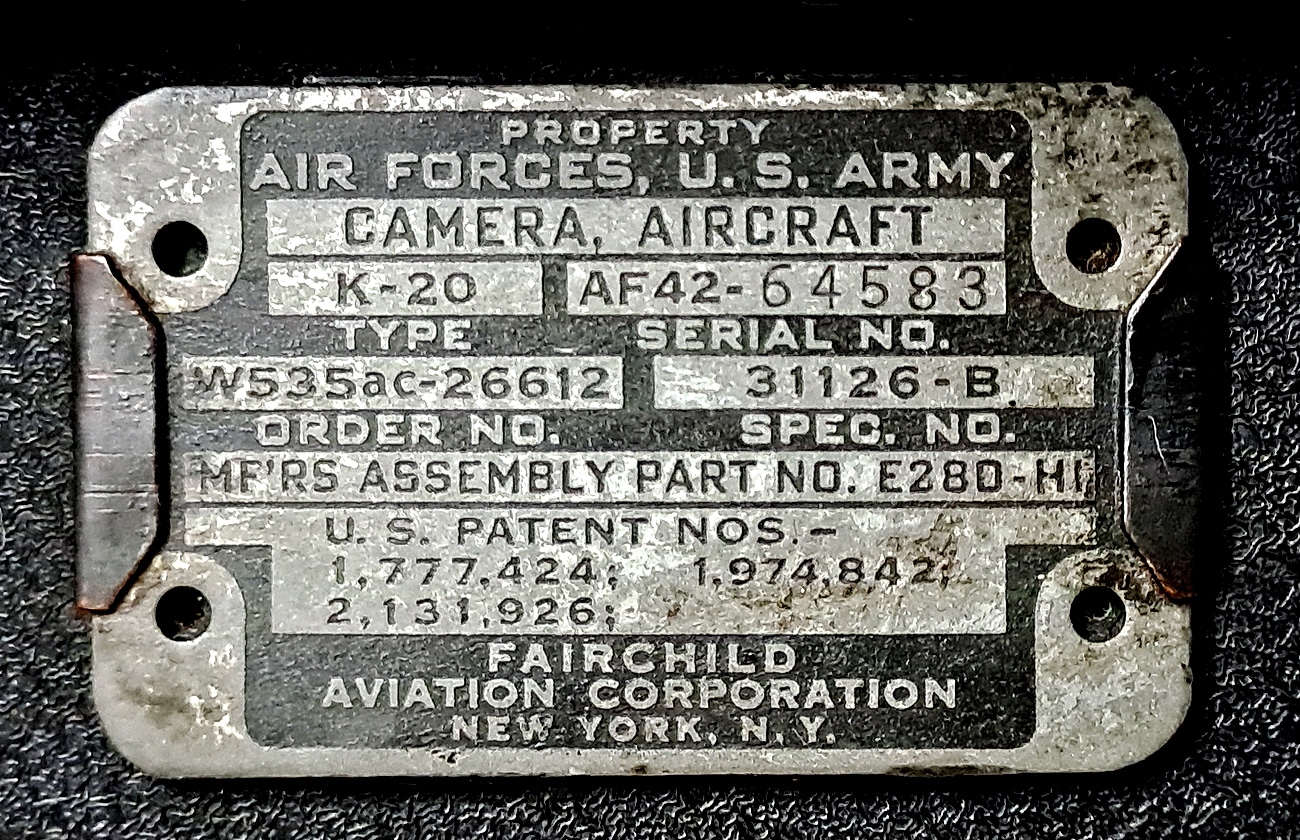 PROPERTY
AIR FORCES, U. S. ARMY
CAMERA, AIRCRAFT
K-20 AF42-64583
TYPE SERIAL NO.
W535ac-26612 31126-B
ORDER NO. SPEC. NO.
MF'RS ASSEMBLY PART NO.
U. S. PATENT NOS.-
1,777,424; 1,974,842;
2,131,926;
FAIRCHILD
AVIATION CORPORATION
NEW YORK, N. Y.